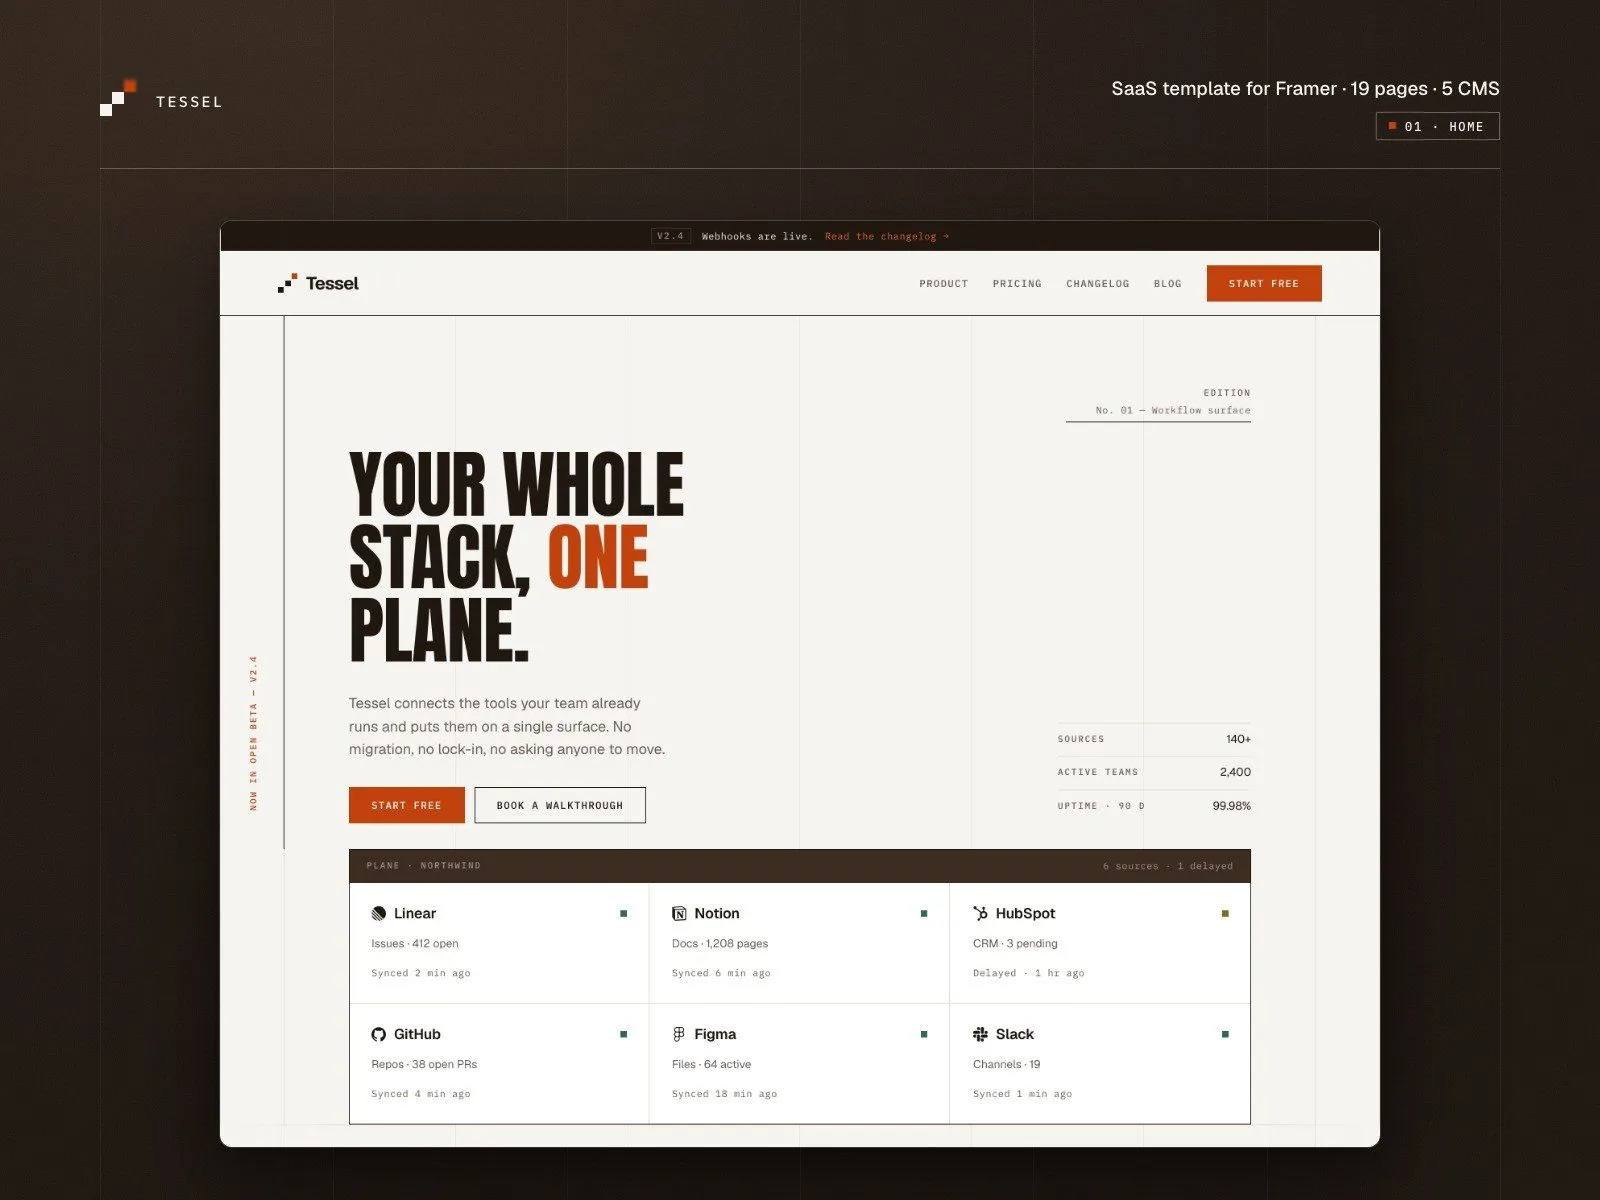 TESSEL
SaaS template for Framer · 19 pages · 5 CMS
01 · HOME
V2.4 Webhooks are live. Read the changelog →
Tessel
PRODUCT PRICING CHANGELOG BLOG START FREE
EDITION
No. 01 — Workflow surface
YOUR WHOLE
STACK, ONE
PLANE.
NOW IN OPEN BETA — V2.4
Tessel connects the tools your team already
runs and puts them on a single surface. No
migration, no lock-in, no asking anyone to move.
START FREE BOOK A WALKTHROUGH
SOURCES 140+
ACTIVE TEAMS 2,400
UPTIME · 90 D 99.98%
PLANE · NORTHWIND 6 sources · 1 delayed
Linear
Issues · 412 open
Synced 2 min ago
Notion
Docs · 1,208 pages
Synced 6 min ago
HubSpot
CRM · 3 pending
Delayed · 1 hr ago
GitHub
Repos · 38 open PRs
Synced 4 min ago
Figma
Files · 64 active
Synced 18 min ago
Slack
Channels · 19
Synced 1 min ago